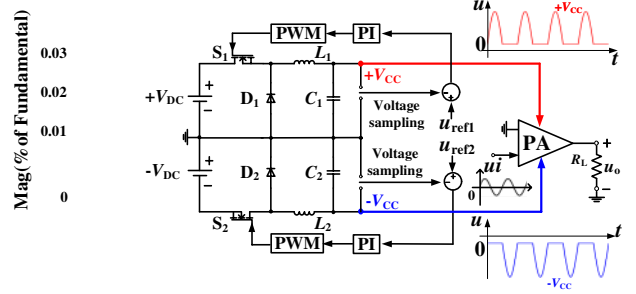 Mag(% of Fundamental)
0.03
0.02
0.01
0
S1
PWM
PI
L1
+VCC
+VDC
D1
C1
Voltage
sampling
uref1
uref2
-VDC
D2
C2
Voltage
sampling
-VCC
S2
L2
PWM
PI
u
+VCC
0
t
PA
ui
0
RL
+
uo
−
u
t
0
-VCC